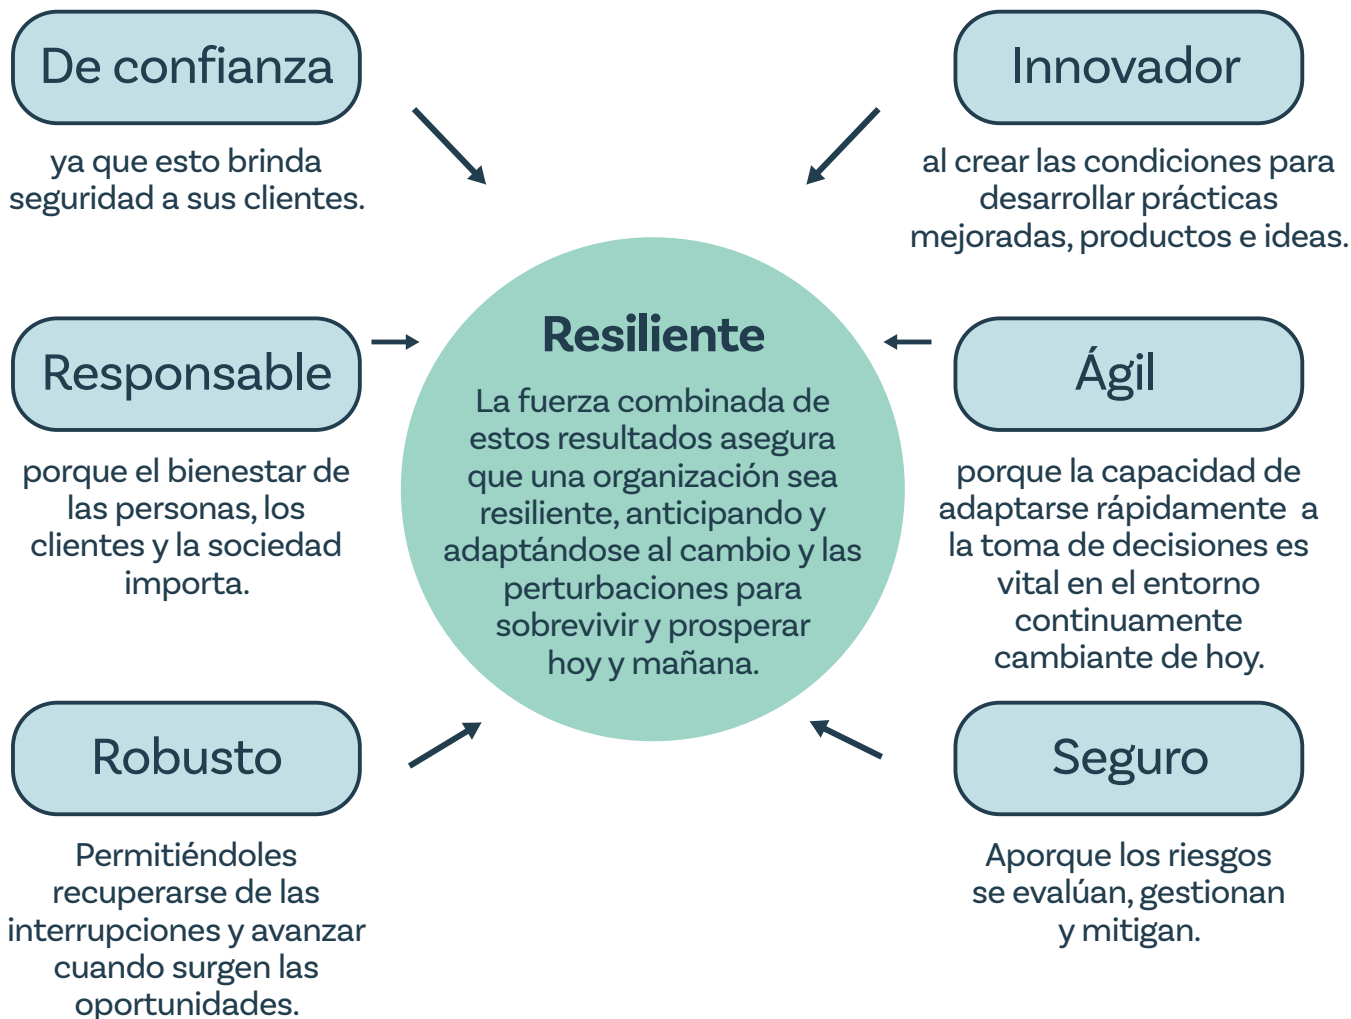 De confianza
ya que esto brinda
seguridad a sus clientes.
Responsable
porque el bienestar de
las personas, los
clientes y la sociedad
importa.
Robusto
Permitiéndoles
recuperarse de las
interrupciones y avanzar
cuando surgen las
oportunidades.
Resiliente
La fuerza combinada de
estos resultados asegura
que una organización sea
resiliente, anticipando y
adaptándose al cambio y las
perturbaciones para
sobrevivir y prosperar
hoy y mañana.
Innovador
al crear las condiciones para
desarrollar prácticas
mejoradas, productos e ideas.
Ágil
porque la capacidad de
adaptarse rápidamente  a
la toma de decisiones es
vital en el entorno
continuamente
cambiante de hoy.
Seguro
Aporque los riesgos
se evalúan, gestionan
y mitigan.